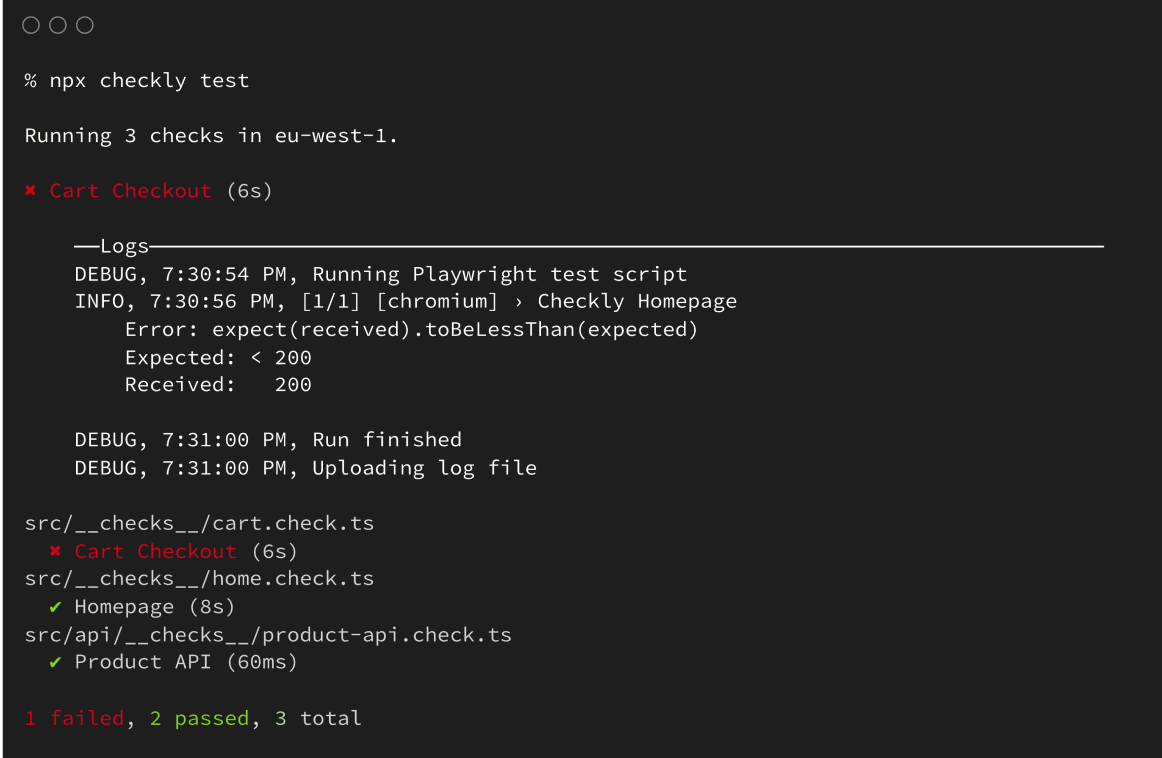 % npx checkly test
Running 3 checks in eu-west-1.
✖ Cart Checkout (6s)
──Logs──
DEBUG, 7:30:54 PM, Running Playwright test script
INFO, 7:30:56 PM, [1/1] [chromium] › Checkly Homepage
Error: expect(received).toBeLessThan(expected)
Expected: < 200
Received:   200
DEBUG, 7:31:00 PM, Run finished
DEBUG, 7:31:00 PM, Uploading log file
src/__checks__/cart.check.ts
✖ Cart Checkout (6s)
src/__checks__/home.check.ts
✔ Homepage (8s)
src/api/__checks__/product-api.check.ts
✔ Product API (60ms)
1 failed, 2 passed, 3 total